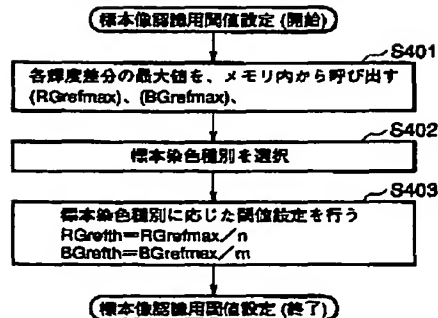 標本像認識用閾値設定 (開始)
S401
各輝度差分の最大値を、メモリ内から呼び出す
(RGrefmax)、(BGrefmax)、
S402
標本染色種別を選択
S403
標本染色種別に応じた閾値設定を行う
RGrefth=RGrefmax/n
BGrefth=BGrefmax/m
標本像認識用閾値設定 (終了)